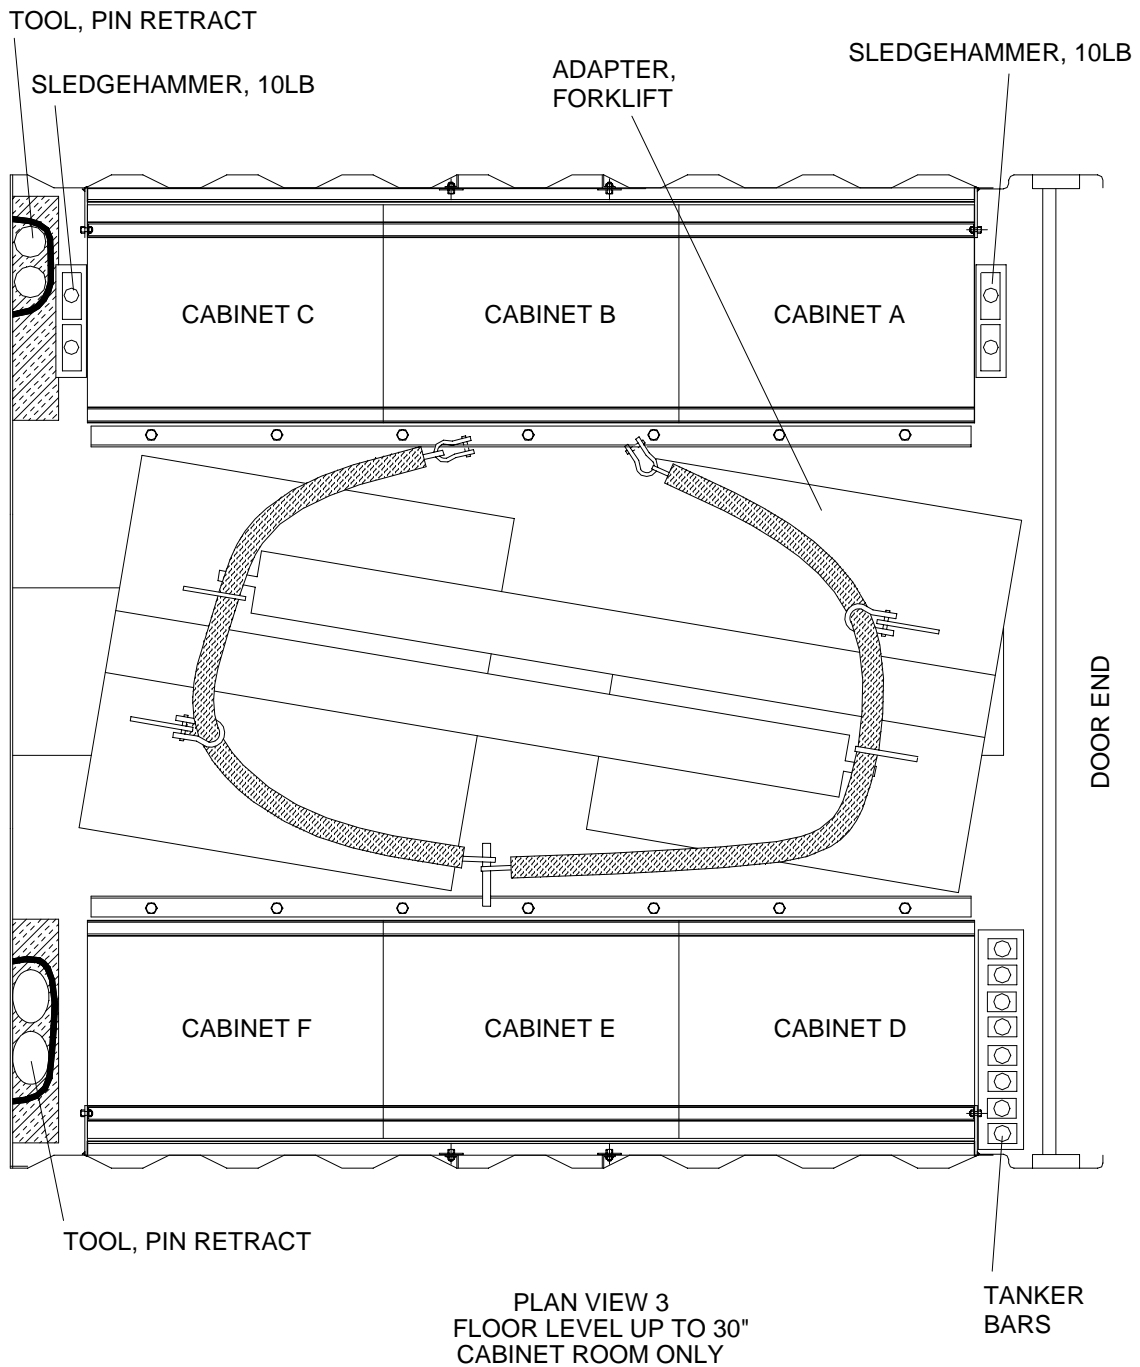 TOOL, PIN RETRACT
SLEDGEHAMMER, 10LB
ADAPTER,
FORKLIFT
SLEDGEHAMMER, 10LB
CABINET C
CABINET B
CABINET A
DOOR END
CABINET F
CABINET E
CABINET D
TOOL, PIN RETRACT
TANKER
BARS
PLAN VIEW 3
FLOOR LEVEL UP TO 30"
CABINET ROOM ONLY